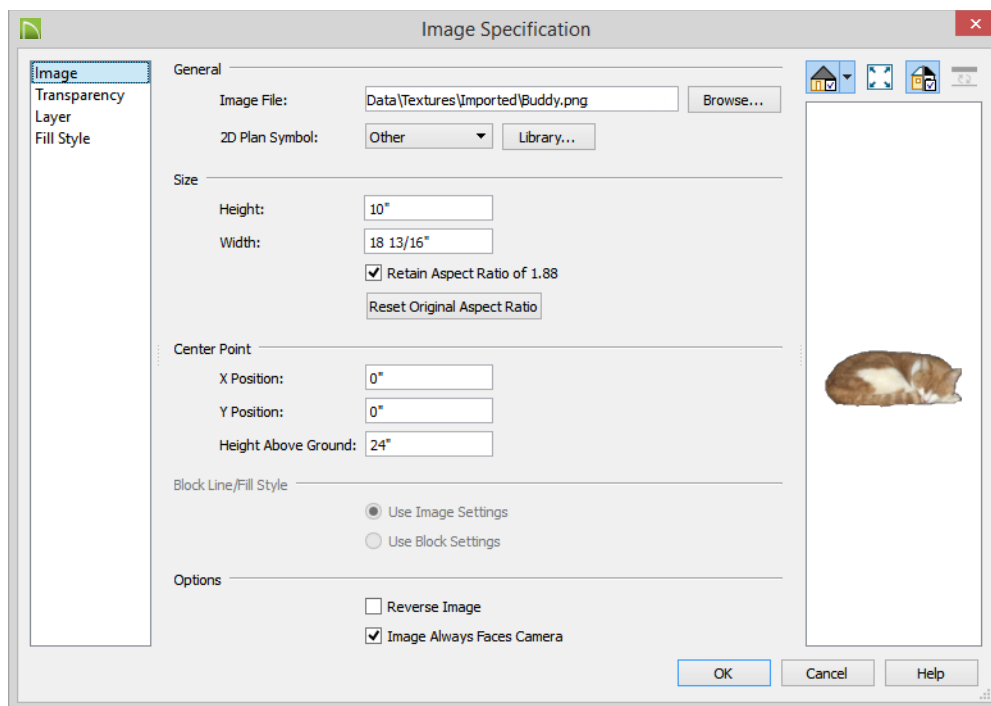 Image Specification
Image
Transparency
Layer
Fill Style
General
Image File: Data\Textures\Imported\Buddy.png Browse...
2D Plan Symbol: Other Library...
Size
Height: 10"
Width: 18 13/16"
Retain Aspect Ratio of 1.88
Reset Original Aspect Ratio
Center Point
X Position: 0"
Y Position: 0"
Height Above Ground: 24"
Block Line/Fill Style
Use Image Settings
Use Block Settings
Options
Reverse Image
Image Always Faces Camera
OK Cancel Help